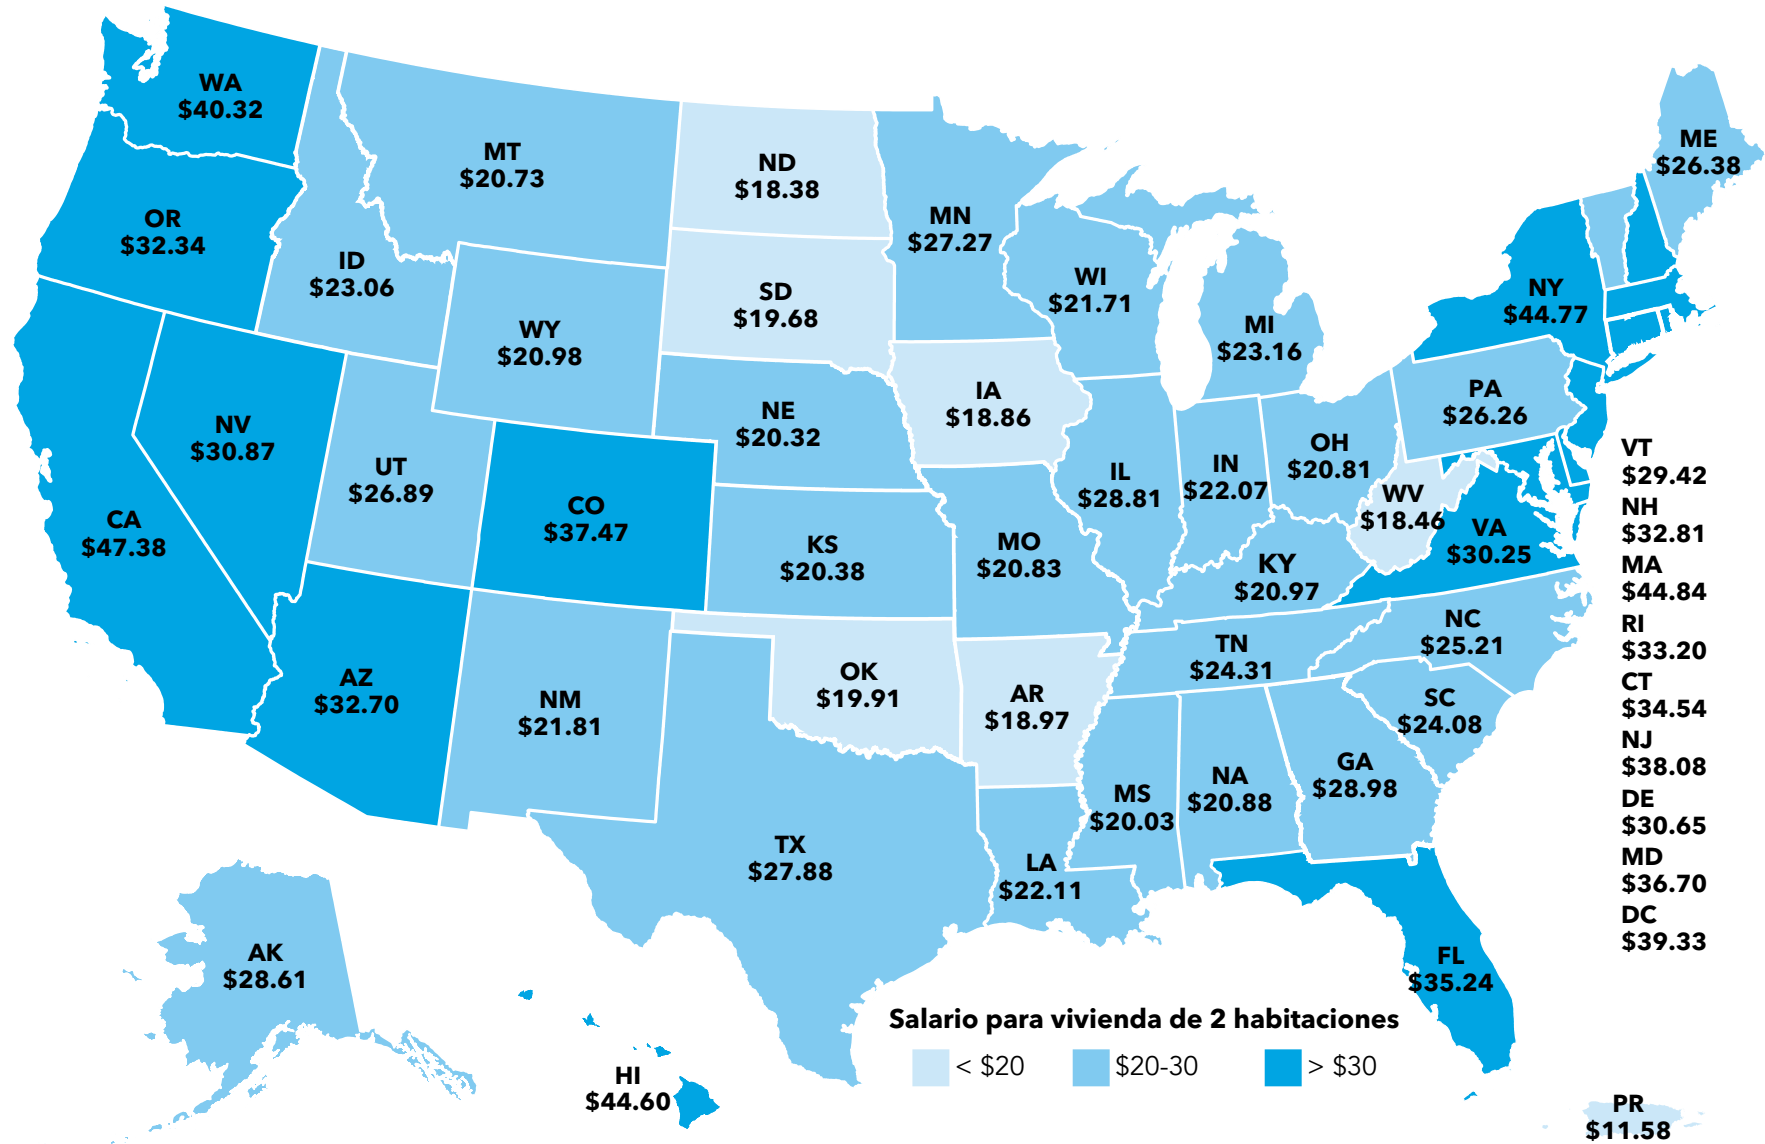 WA
$40.32
MT
$20.73
ND
$18.38
ME
$26.38
OR
$32.34
MN
$27.27
ID
$23.06
SD
$19.68
WI
$21.71
NY
$44.77
WY
$20.98
MI
$23.16
IA
$18.86
PA
$26.26
NV
$30.87
NE
$20.32
UT
$26.89
IL
$28.81
IN
$22.07
OH
$20.81
WV
$18.46
VA
$30.25
CA
$47.38
CO
$37.47
KS
$20.38
MO
$20.83
KY
$20.97
AZ
$32.70
NM
$21.81
OK
$19.91
AR
$18.97
TN
$24.31
NC
$25.21
SC
$24.08
MS
$20.03
NA
$20.88
GA
$28.98
TX
$27.88
LA
$22.11
FL
$35.24
AK
$28.61
HI
$44.60
VT
$29.42
NH
$32.81
MA
$44.84
RI
$33.20
CT
$34.54
NJ
$38.08
DE
$30.65
MD
$36.70
DC
$39.33
Salario para vivienda de 2 habitaciones
< $20 $20-30 > $30
PR
$11.58